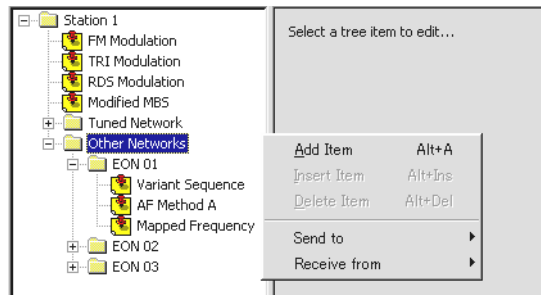 Station 1
FM Modulation
TRI Modulation
RDS Modulation
Modified MBS
Tuned Network
Other Networks
EON 01
Variant Sequence
AF Method A
Mapped Frequency
EON 02
EON 03
Select a tree item to edit...
Add Item Alt+A
Insert Item Alt+Ins
Delete Item Alt+Del
Send to
Receive from